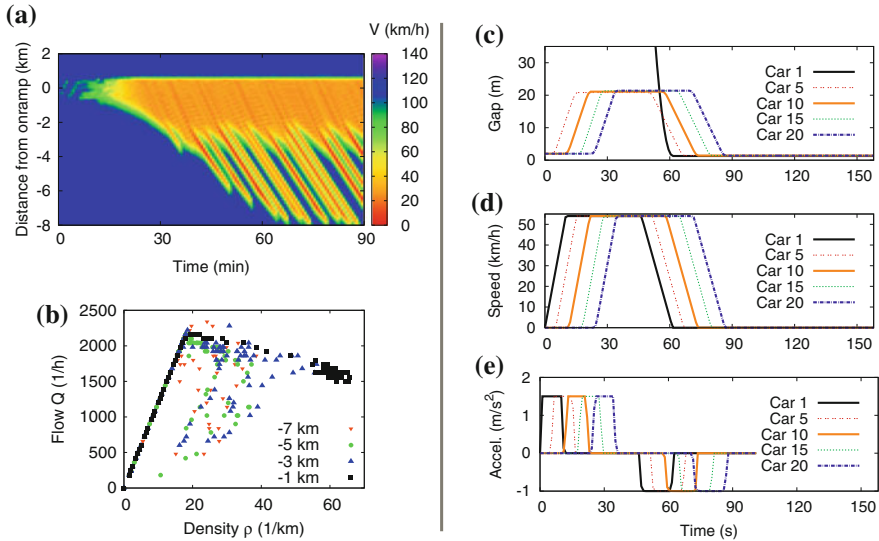 (a)
V (km/h)
Distance from onramp (km)
2
0
-2
-4
-6
-8
0
30
60
90
Time (min)
140
120
100
80
60
40
20
0
(b)
Flow Q (1/h)
2500
2000
1500
1000
500
0
-7 km
-5 km
-3 km
-1 km
0 20 40 60
Density ρ (1/km)
(c)
Gap (m)
30
20
10
0
Car 1
Car 5
Car 10
Car 15
Car 20
0 30 60 90 120 150
(d)
Speed (km/h)
50
40
30
20
10
0
Car 1
Car 5
Car 10
Car 15
Car 20
0 30 60 90 120 150
(e)
Accel. (m/s²)
2
1
0
-1
Car 1
Car 5
Car 10
Car 15
Car 20
0 30 60 90 120 150
Time (s)